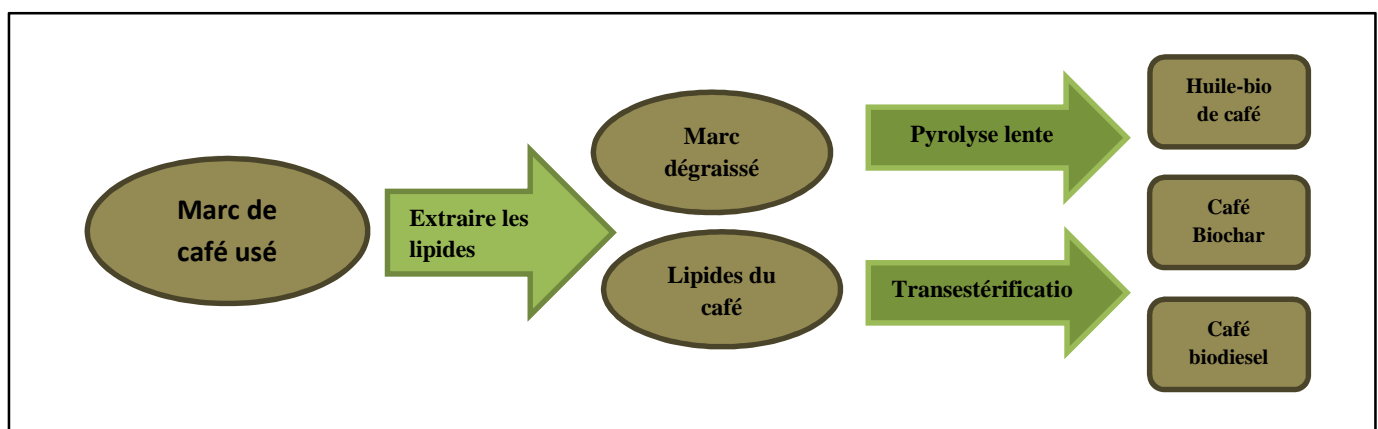 Marc de
café usé
Extraire les
lipides
Marc
dégraissé
Lipides du
café
Pyrolyse lente
Transestérificatio
Huile-bio
de café
Café
Biochar
Café
biodiesel